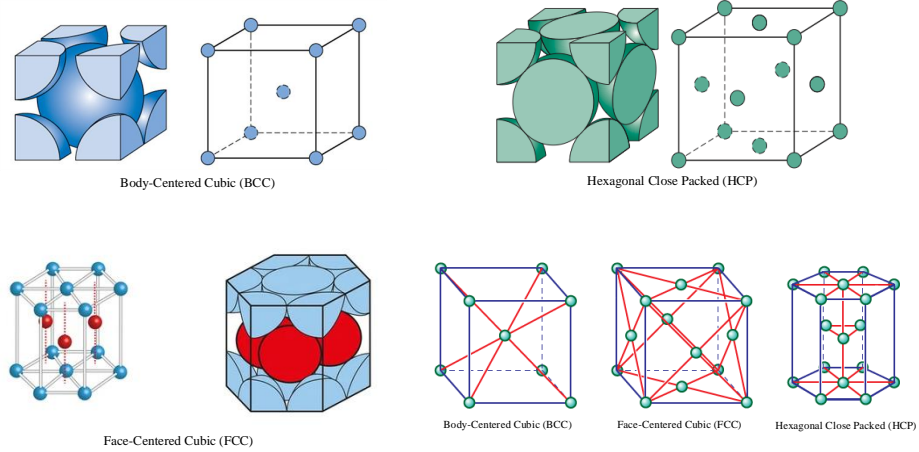 Body-Centered Cubic (BCC)
Hexagonal Close Packed (HCP)
Face-Centered Cubic (FCC)
Body-Centered Cubic (BCC)
Face-Centered Cubic (FCC)
Hexagonal Close Packed (HCP)